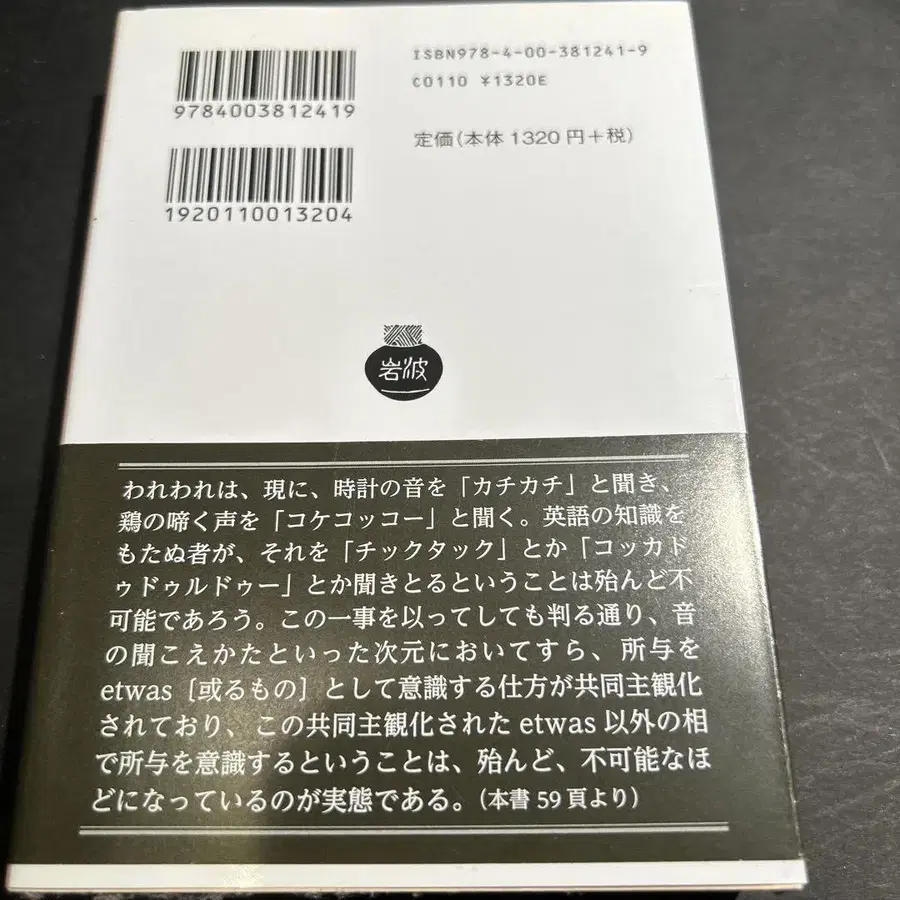 ISBN978-4-00-381241-9
C0110 ¥1320E
9784003812419
定価(本体1320円+税)
1920110013204
岩波
われわれは、現に、時計の音を「カチカチ」と聞き、
鶏の啼く声を「コケコッコー」と聞く。英語の知識を
もたぬ者が、それを「チックタック」とか「コッカド
ゥドゥルドゥー」とか聞きとるということは殆んど不
可能であろう。この一事を以ってしても判る通り、音
の聞こえかたといった次元においてすら、所与を
etwas[或るもの]として意識する仕方が共同主観化
されており、この共同主観化されたetwas以外の相
で所与を意識するということは、殆んど、不可能なほ
どになっているのが実態である。(本書59頁より)